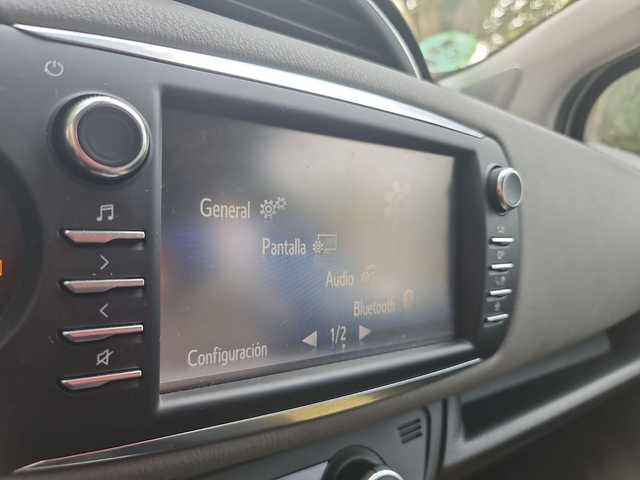 General
Pantalla
Audio
Bluetooth
1/2
Configuración